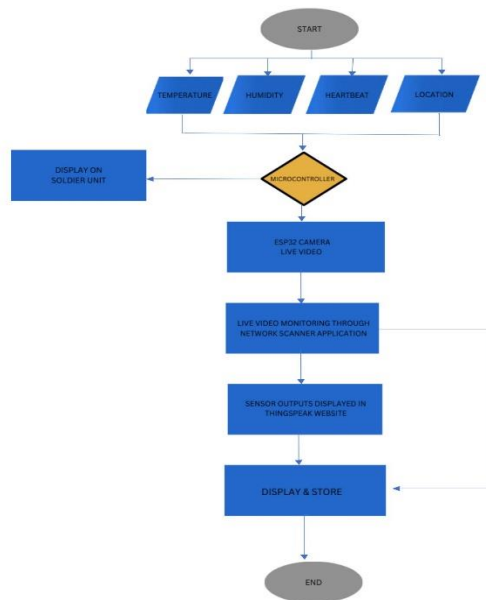 START
TEMPERATURE
HUMIDITY
HEARTBEAT
LOCATION
DISPLAY ON
SOLDIER UNIT
MICROCONTROLLER
ESP32 CAMERA
LIVE VIDEO
LIVE VIDEO MONITORING THROUGH
NETWORK SCANNER APPLICATION
SENSOR OUTPUTS DISPLAYED IN
THINGSPEAK WEBSITE
DISPLAY & STORE
END